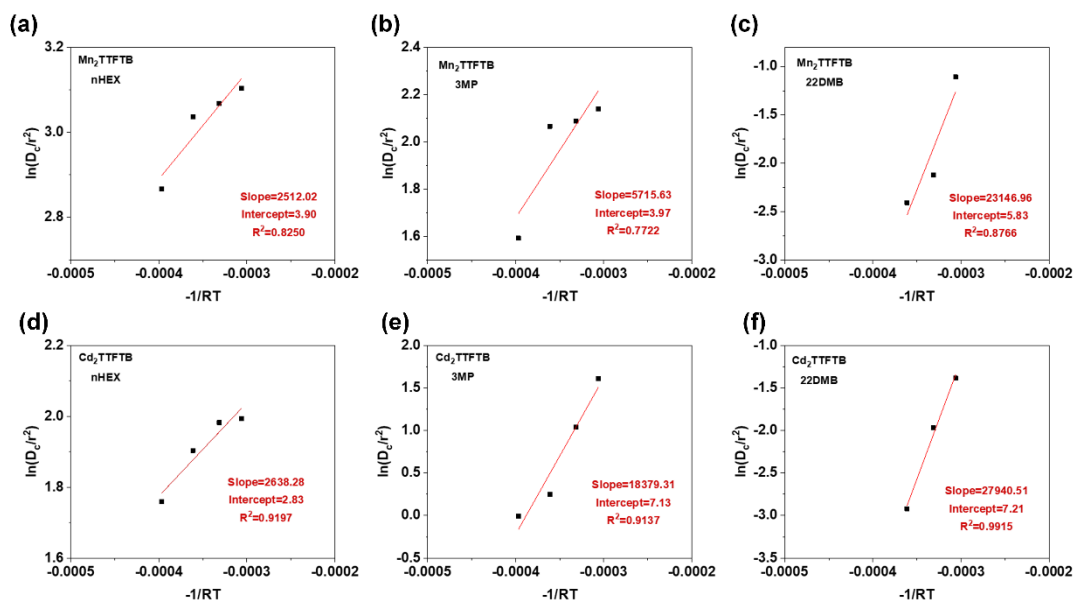 (a)
Mn₂TTFTB
nHEX
ln(D꜀/r²)
3.2
3.0
2.8
Slope=2512.02
Intercept=3.90
R²=0.8250
-0.0005
-0.0004
-0.0003
-0.0002
-1/RT
(b)
Mn₂TTFTB
3MP
ln(D꜀/r²)
2.4
2.2
2.0
1.8
1.6
1.4
Slope=5715.63
Intercept=3.97
R²=0.7722
-0.0005
-0.0004
-0.0003
-0.0002
-1/RT
(c)
Mn₂TTFTB
22DMB
ln(D꜀/r²)
-1.0
-1.5
-2.0
-2.5
-3.0
Slope=23146.96
Intercept=5.83
R²=0.8766
-0.0005
-0.0004
-0.0003
-0.0002
-1/RT
(d)
Cd₂TTFTB
nHEX
ln(D꜀/r²)
2.2
2.0
1.8
1.6
Slope=2638.28
Intercept=2.83
R²=0.9197
-0.0005
-0.0004
-0.0003
-0.0002
-1/RT
(e)
Cd₂TTFTB
3MP
ln(D꜀/r²)
2.0
1.5
1.0
0.5
0.0
0.5
Slope=18379.31
Intercept=7.13
R²=0.9137
-0.0005
-0.0004
-0.0003
-0.0002
-1/RT
(f)
Cd₂TTFTB
22DMB
ln(D꜀/r²)
-1.0
-1.5
-2.0
-2.5
-3.0
-3.5
Slope=27940.51
Intercept=7.21
R²=0.9915
-0.0005
-0.0004
-0.0003
-0.0002
-1/RT